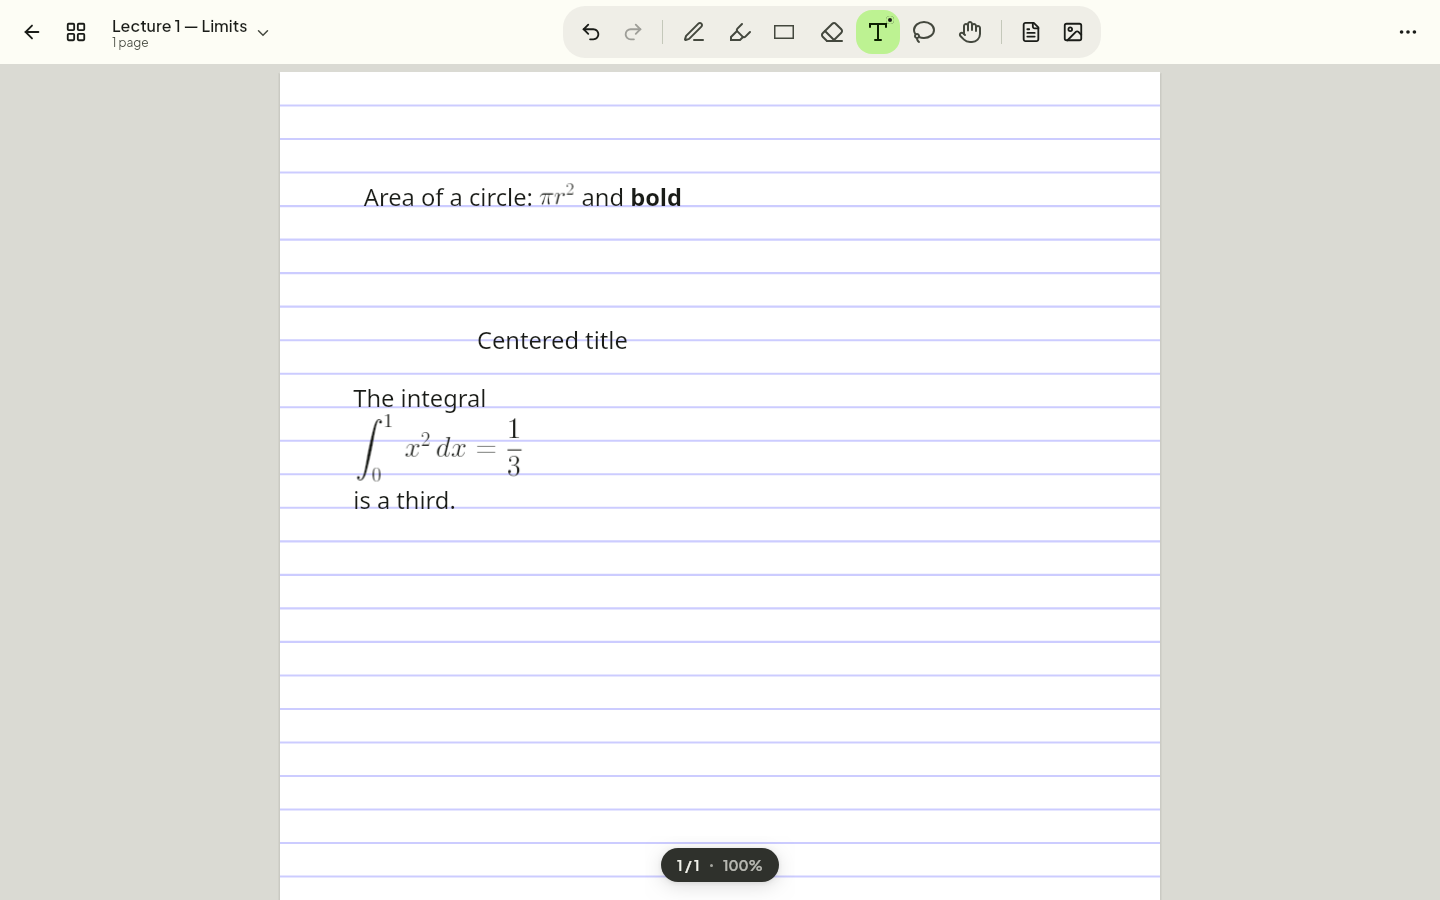 Lecture 1 — Limits
1 page
Area of a circle: πr² and bold
Centered title
The integral
∫₀¹ x² dx = 1/3
is a third.
1 / 1 · 100%